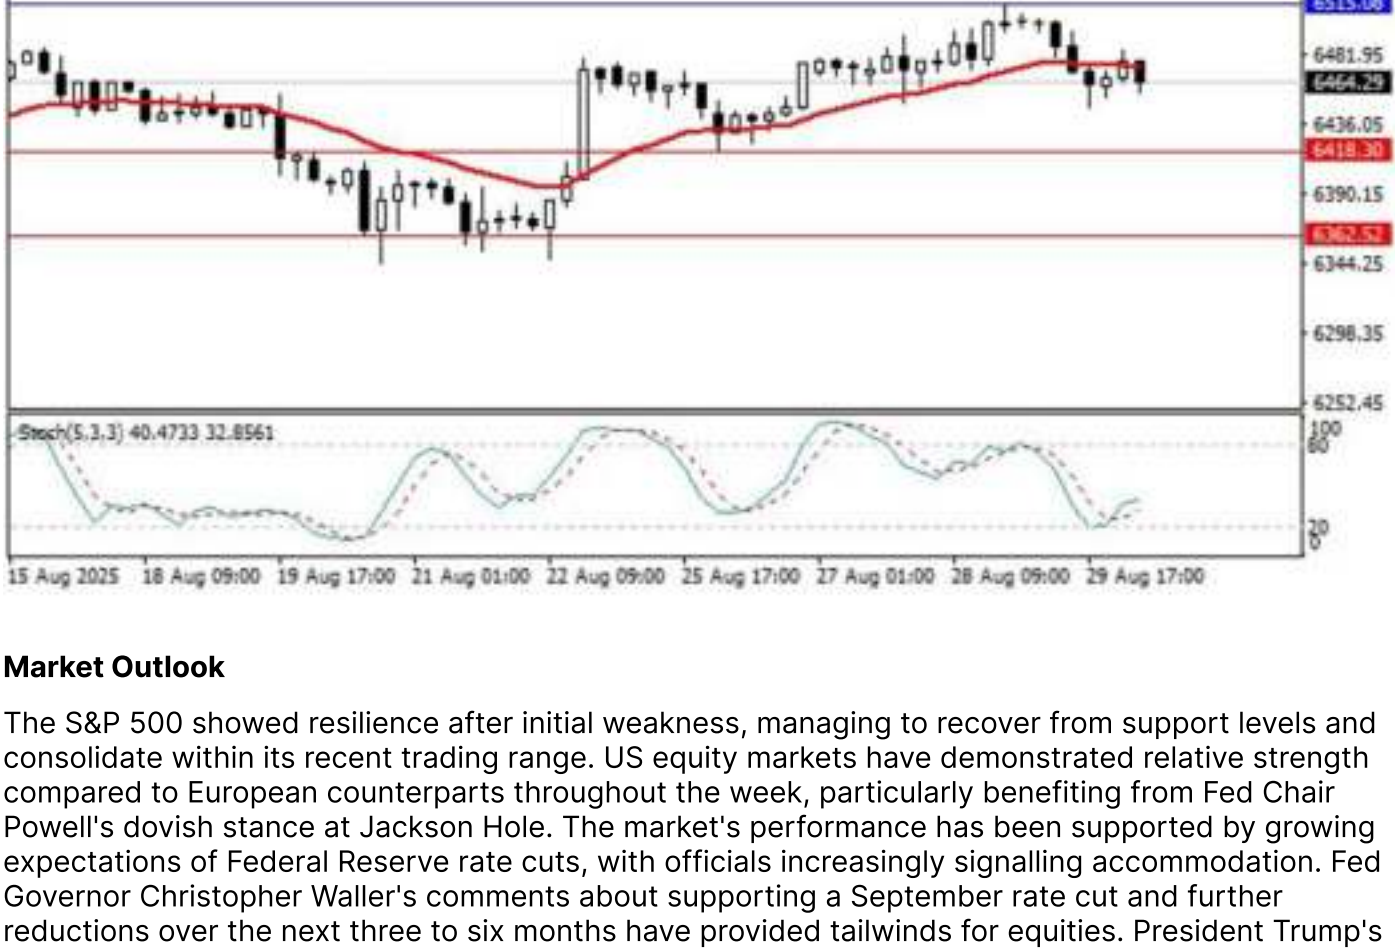 6515.08
6481.95
6464.29
6436.05
6418.30
6390.15
6362.52
6344.25
6298.35
6252.45
Stoch(5,3,3) 40.4733 32.8561
100
80
20
0
15 Aug 2025 18 Aug 09:00 19 Aug 17:00 21 Aug 01:00 22 Aug 09:00 25 Aug 17:00 27 Aug 01:00 28 Aug 09:00 29 Aug 17:00
Market Outlook
The S&P 500 showed resilience after initial weakness, managing to recover from support levels and
consolidate within its recent trading range. US equity markets have demonstrated relative strength
compared to European counterparts throughout the week, particularly benefiting from Fed Chair
Powell's dovish stance at Jackson Hole. The market's performance has been supported by growing
expectations of Federal Reserve rate cuts, with officials increasingly signalling accommodation. Fed
Governor Christopher Waller's comments about supporting a September rate cut and further
reductions over the next three to six months have provided tailwinds for equities. President Trump's